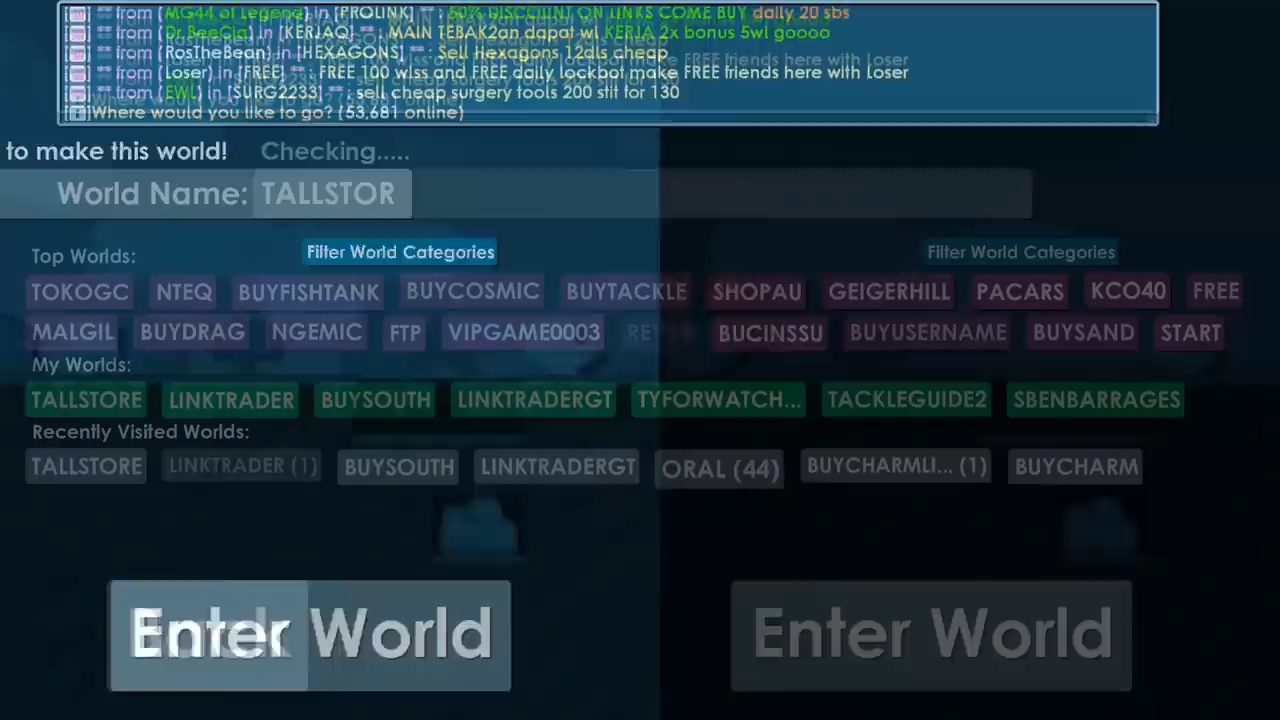 ** from (MG44 of Legend) in [PROLINK] ** : 50% DISCOUNT ON LINKS COME BUY daily 20 sbs
** from (Dr.BeeGla) in [KERJAQ] ** : MAIN TEBAK2an dapat wl KERJA 2x bonus 5wl goooo
** from (RosTheBean) in [HEXAGONS] ** : Sell Hexagons 12dls cheap
** from (Loser) in [FREE] ** : FREE 100 wlss and FREE daily lockbot make FREE friends here with Loser
** from (EWL) in [SURG2233] ** : sell cheap surgery tools 200 stit for 130
Where would you like to go? (53,681 online)
to make this world! Checking.....
World Name: TALLSTOR
Top Worlds: Filter World Categories Filter World Categories
TOKOGC NTEQ BUYFISHTANK BUYCOSMIC BUYTACKLE SHOPAU GEIGERHILL PACARS KCO40 FREE
MALGIL BUYDRAG NGEMIC FTP VIPGAME0003 BUCINSSU BUYUSERNAME BUYSAND START
My Worlds:
TALLSTORE LINKTRADER BUYSOUTH LINKTRADERGT TYFORWATCH... TACKLEGUIDE2 SBENBARRAGES
Recently Visited Worlds:
TALLSTORE LINKTRADER (1) BUYSOUTH LINKTRADERGT ORAL (44) BUYCHARMLI... (1) BUYCHARM
Enter World Enter World